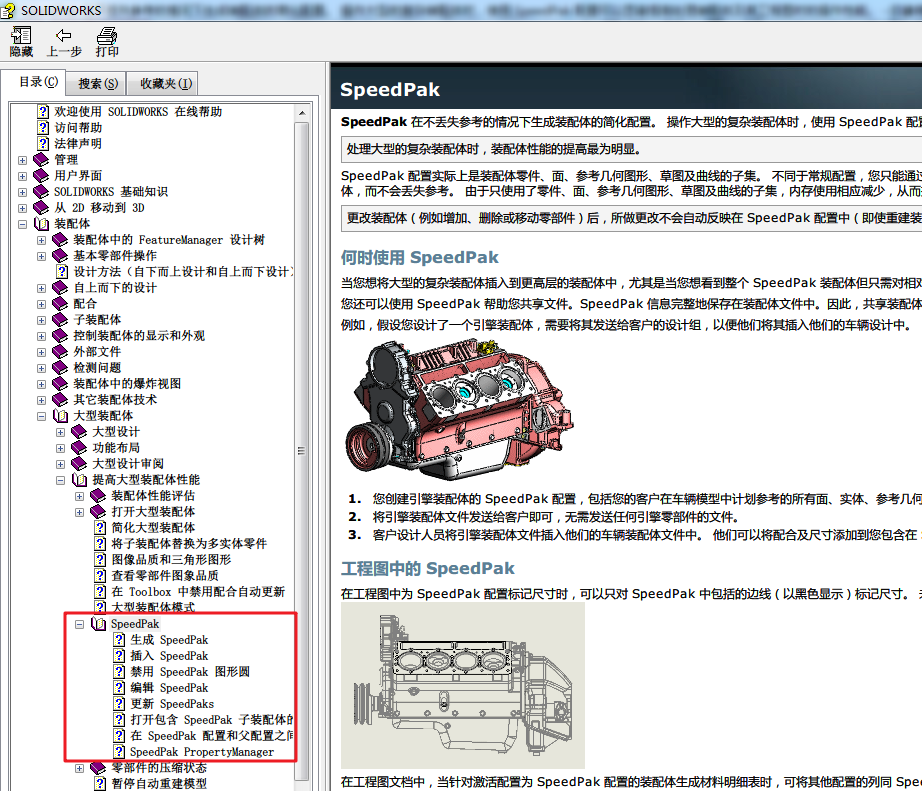 SOLIDWORKS
隐藏 上一步 打印
目录(C) 搜索(S) 收藏夹(I)
欢迎使用 SOLIDWORKS 在线帮助
访问帮助
法律声明
管理
用户界面
SOLIDWORKS 基础知识
从 2D 移动到 3D
装配体
装配体中的 FeatureManager 设计树
基本零部件操作
设计方法（自下而上设计和自上而下设计）
自上而下的设计
配合
子装配体
控制装配体的显示和外观
外部文件
检测问题
装配体中的爆炸视图
其它装配体技术
大型装配体
大型设计
功能布局
大型设计审阅
提高大型装配体性能
装配体性能评估
打开大型装配体
简化大型装配体
将子装配体替换为多实体零件
图像品质和三角形图形
查看零部件图象品质
在 Toolbox 中禁用配合自动更新
大型装配体模式
SpeedPak
生成 SpeedPak
插入 SpeedPak
禁用 SpeedPak 图形圆
编辑 SpeedPak
更新 SpeedPaks
打开包含 SpeedPak 子装配体的
在 SpeedPak 配置和父配置之间
SpeedPak PropertyManager
零部件的压缩状态
暂停自动重建模型
SpeedPak
SpeedPak 在不丢失参考的情况下生成装配体的简化配置。 操作大型的复杂装配体时，使用 SpeedPak 配
处理大型的复杂装配体时，装配体性能的提高最为明显。
SpeedPak 配置实际上是装配体零件、面、参考几何图形、草图及曲线的子集。 不同于常规配置，您只能通过
体，而不会丢失参考。 由于只使用了零件、面、参考几何图形、草图及曲线的子集，内存使用相应减少，从而
更改装配体（例如增加、删除或移动零部件）后，所做更改不会自动反映在 SpeedPak 配置中（即使重建装
何时使用 SpeedPak
当您想将大型的复杂装配体插入到更高层的装配体中，尤其是当您想看到整个 SpeedPak 装配体但只需对相对
您还可以使用 SpeedPak 帮助您共享文件。SpeedPak 信息完整地保存在装配体文件中。因此，共享装配体
例如，假设您设计了一个引擎装配体，需要将其发送给客户的设计组，以便他们将其插入他们的车辆设计中。
1. 您创建引擎装配体的 SpeedPak 配置，包括您的客户在车辆模型中计划参考的所有面、实体、参考几何
2. 将引擎装配体文件发送给客户即可，无需发送任何引擎零部件的文件。
3. 客户设计人员将引擎装配体文件插入他们的车辆装配体文件中。 他们可以将配合及尺寸添加到您包含在
工程图中的 SpeedPak
在工程图中为 SpeedPak 配置标记尺寸时，可以只对 SpeedPak 中包括的边线（以黑色显示）标记尺寸。
在工程图文档中，当针对激活配置为 SpeedPak 配置的装配体生成材料明细表时，可将其他配置的列同 Spe